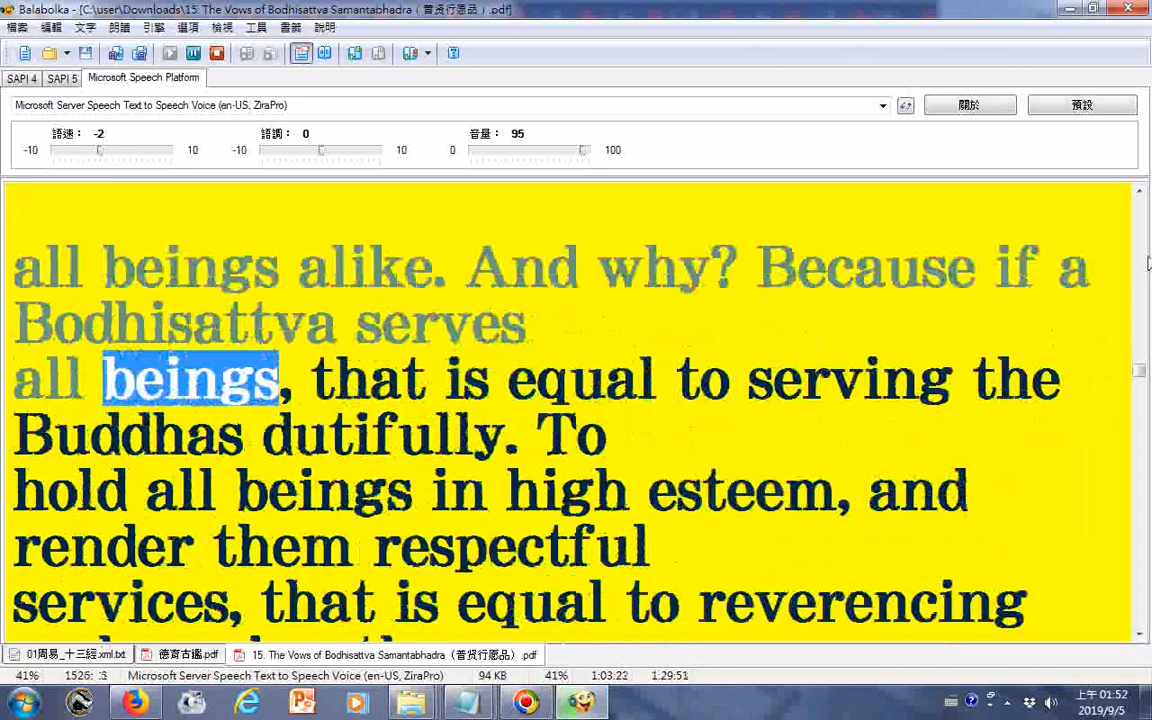 Balabolka - [C:\user\Downloads\15. The Vows of Bodhisattva Samantabhadra (普贤行愿品).pdf]
檔案 編輯 文字 朗讀 引擎 選項 檢視 工具 書籤 說明
SAPI 4 SAPI 5 Microsoft Speech Platform
Microsoft Server Speech Text to Speech Voice (en-US, ZiraPro) 關於 預設
語速： -2 語調： 0 音量： 95
-10 10 -10 10 0 100
all beings alike. And why? Because if a
Bodhisattva serves
all beings, that is equal to serving the
Buddhas dutifully. To
hold all beings in high esteem, and
render them respectful
services, that is equal to reverencing
01周易_十三經.xml.txt 德育古鑑.pdf 15. The Vows of Bodhisattva Samantabhadra (普贤行愿品) .pdf
41% Microsoft Server Speech Text to Speech Voice (en-US, ZiraPro) 94 KB 41% 1:03:22 1:29:51
上午 01:52
2019/9/5